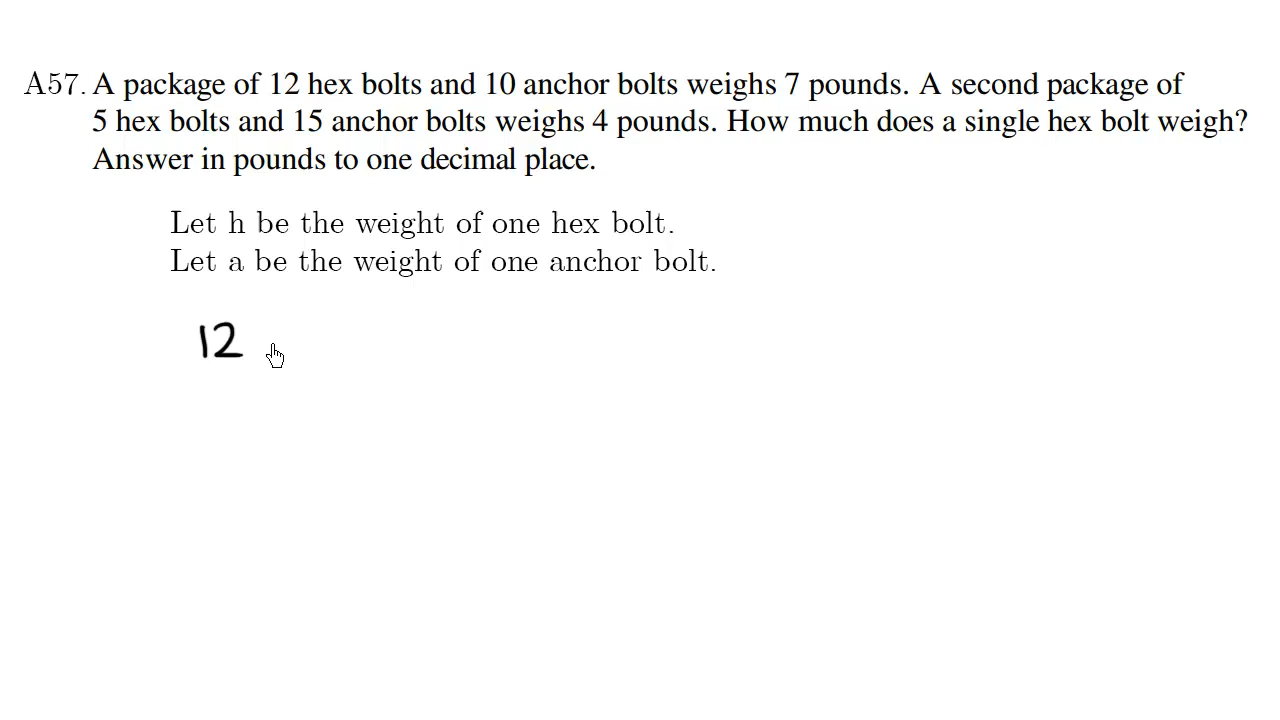 A57. A package of 12 hex bolts and 10 anchor bolts weighs 7 pounds. A second package of
5 hex bolts and 15 anchor bolts weighs 4 pounds. How much does a single hex bolt weigh?
Answer in pounds to one decimal place.
Let h be the weight of one hex bolt.
Let a be the weight of one anchor bolt.
12